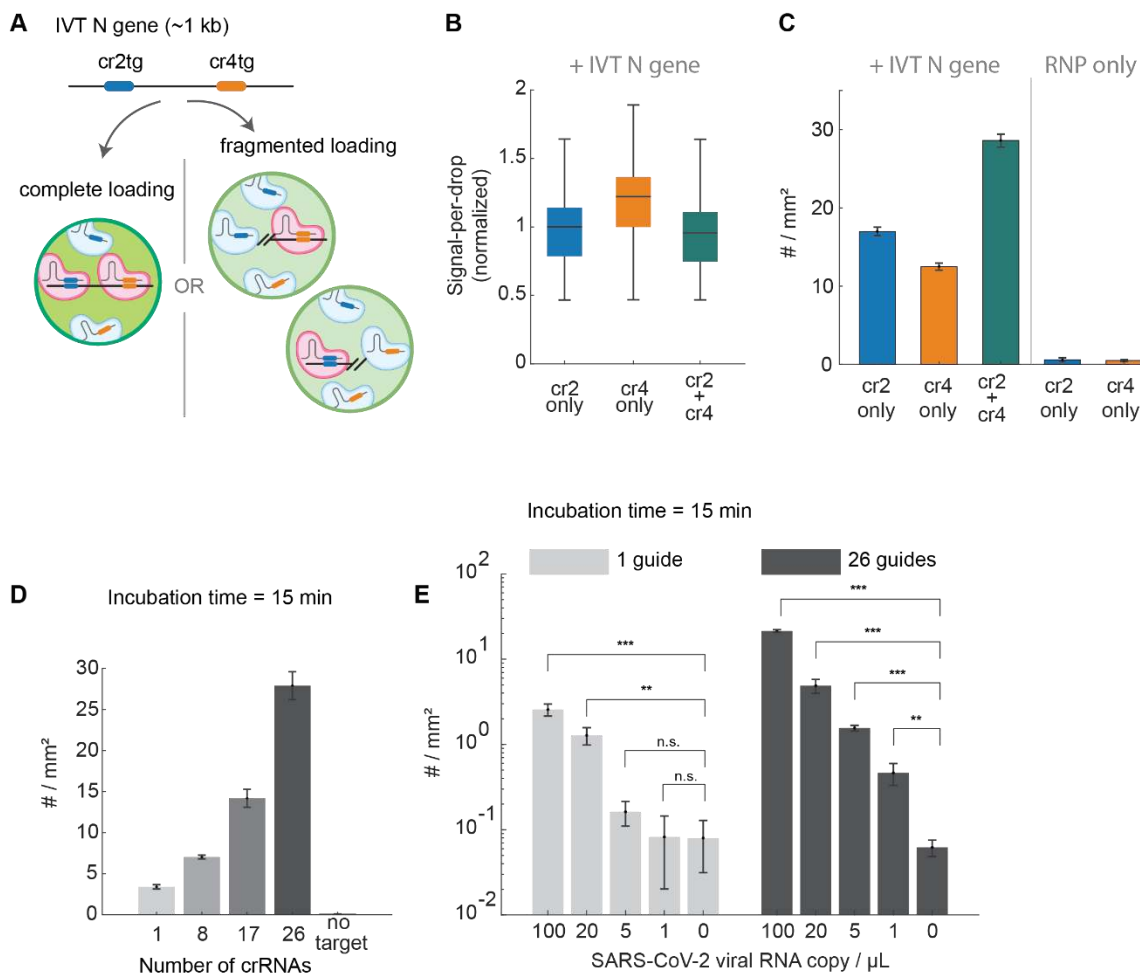 A
IVT N gene (~1 kb)
cr2tg
cr4tg
fragmented loading
complete loading
OR
B
+ IVT N gene
Signal-per-drop
(normalized)
2
1.5
1
0.5
0
cr2
only
cr4
only
cr2
+
cr4
C
+ IVT N gene
RNP only
# / mm²
30
20
10
0
cr2
only
cr4
only
cr2
+
cr4
cr2
only
cr4
only
D
Incubation time = 15 min
# / mm²
30
25
20
15
10
5
0
1
8
17
26
no
target
Number of crRNAs
Incubation time = 15 min
E
1 guide
26 guides
# / mm²
10²
10¹
10⁰
10⁻¹
10⁻²
***
**
n.s.
n.s.
***
***
***
**
100
20
5
1
0
100
20
5
1
0
SARS-CoV-2 viral RNA copy / µL